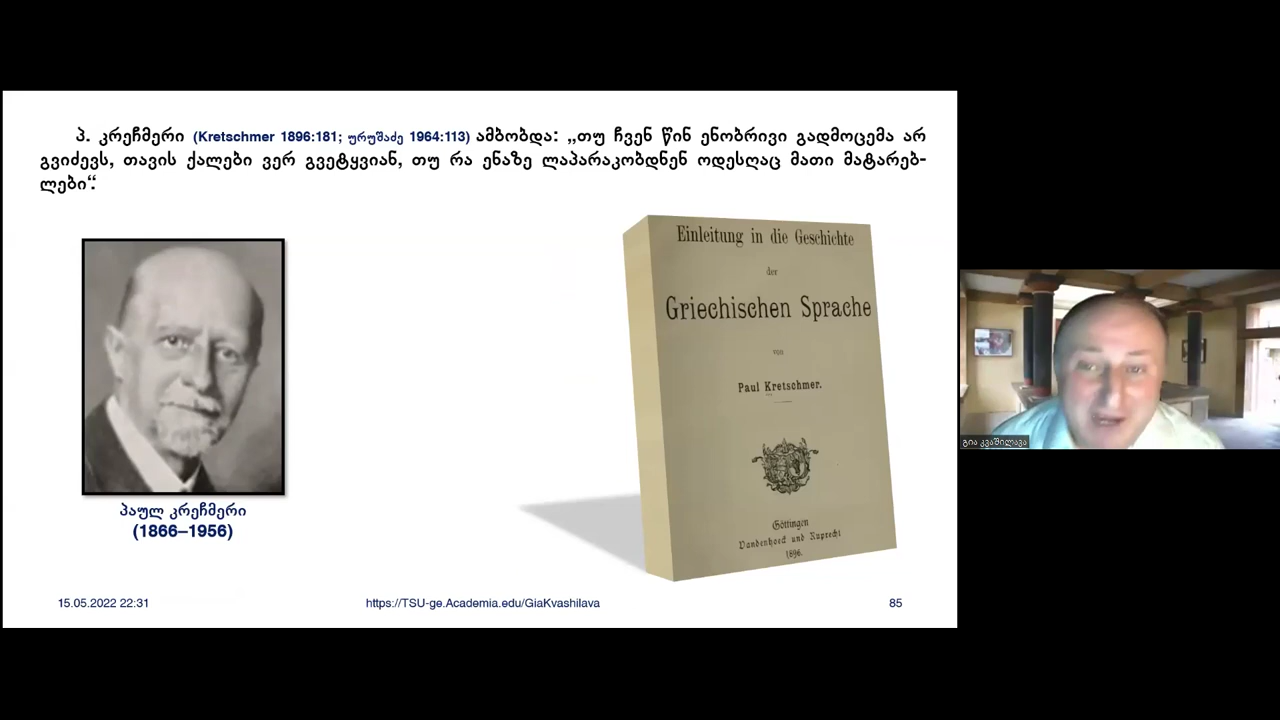 პ. კრეჩმერი (Kretschmer 1896:181; ურუშაძე 1964:113) ამბობდა: „თუ ჩვენ წინ ენობრივი გადმოცემა არ
გვიძევს, თავის ქალები ვერ გვეტყვიან, თუ რა ენაზე ლაპარაკობდნენ ოდესღაც მათი მატარებ-
ლები“.
Einleitung in die Geschichte
der
Griechischen Sprache
von
Paul Kretschmer.
Göttingen
Vandenhoeck und Ruprecht
1896.
პაულ კრეჩმერი
(1866–1956)
15.05.2022 22:31
https://TSU-ge.Academia.edu/GiaKvashilava
85
გია კვაშილავა